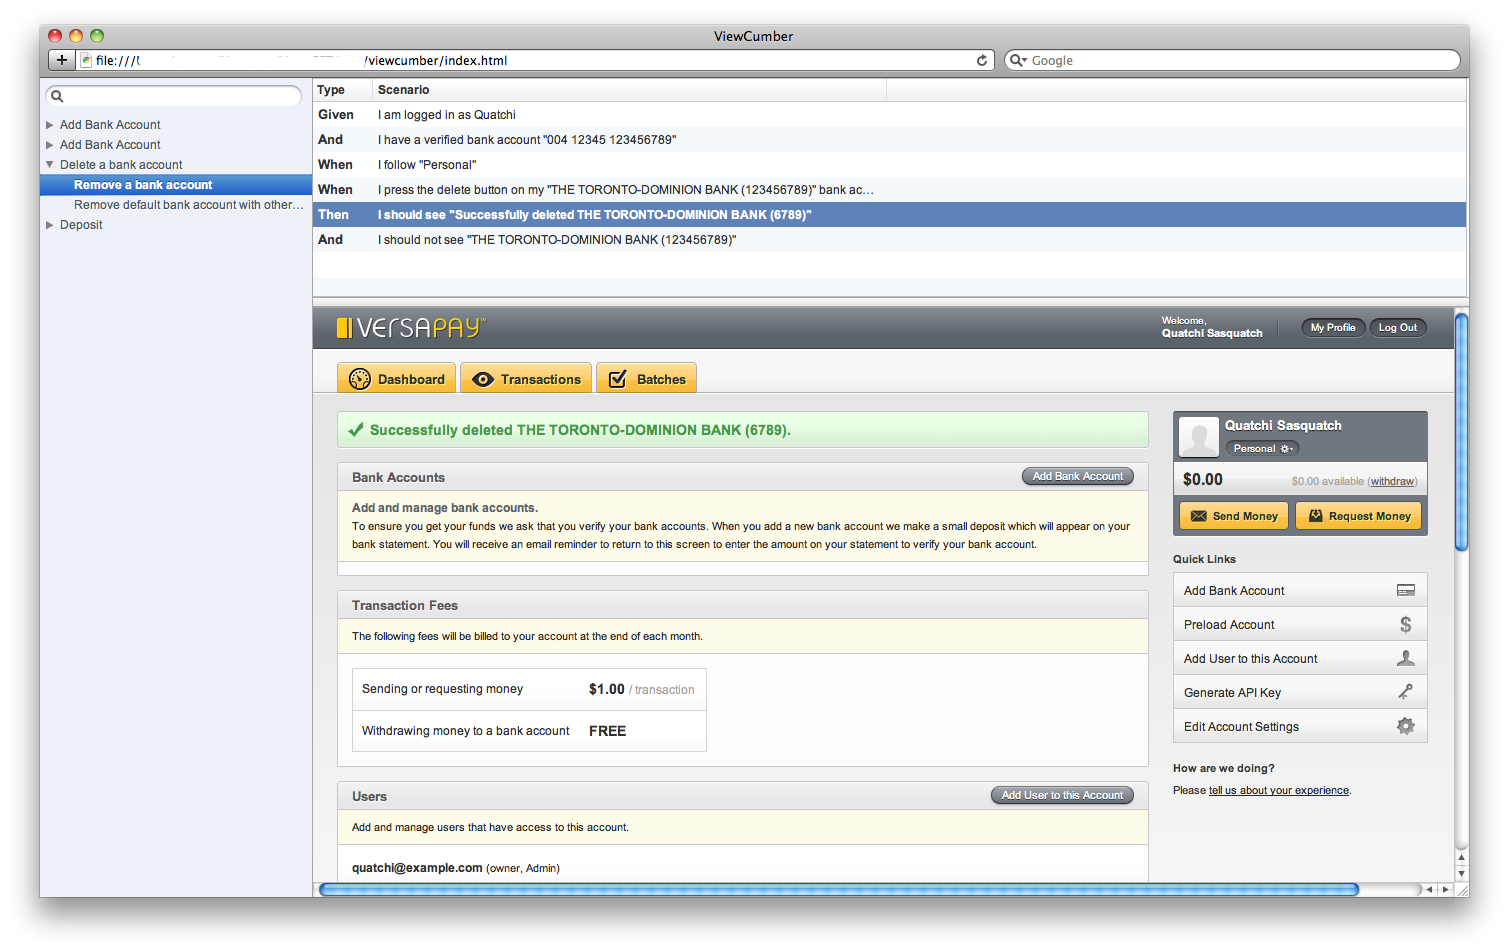 ViewCumber
file:///
/viewcumber/index.html
Google
Add Bank Account
Add Bank Account
Delete a bank account
Remove a bank account
Remove default bank account with other…
Deposit
Type Scenario
Given I am logged in as Quatchi
And I have a verified bank account "004 12345 123456789"
When I follow "Personal"
When I press the delete button on my "THE TORONTO-DOMINION BANK (123456789)" bank ac…
Then I should see "Successfully deleted THE TORONTO-DOMINION BANK (6789)"
And I should not see "THE TORONTO-DOMINION BANK (123456789)"
VERSAPAY™
Welcome,
Quatchi Sasquatch
My Profile
Log Out
Dashboard
Transactions
Batches
Successfully deleted THE TORONTO-DOMINION BANK (6789).
Bank Accounts
Add Bank Account
Add and manage bank accounts.
To ensure you get your funds we ask that you verify your bank accounts. When you add a new bank account we make a small deposit which will appear on your
bank statement. You will receive an email reminder to return to this screen to enter the amount on your statement to verify your bank account.
Transaction Fees
The following fees will be billed to your account at the end of each month.
Sending or requesting money $1.00 / transaction
Withdrawing money to a bank account FREE
Users
Add User to this Account
Add and manage users that have access to this account.
quatchi@example.com (owner, Admin)
Quatchi Sasquatch
Personal
$0.00
$0.00 available (withdraw)
Send Money
Request Money
Quick Links
Add Bank Account
Preload Account
$
Add User to this Account
Generate API Key
Edit Account Settings
How are we doing?
Please tell us about your experience.